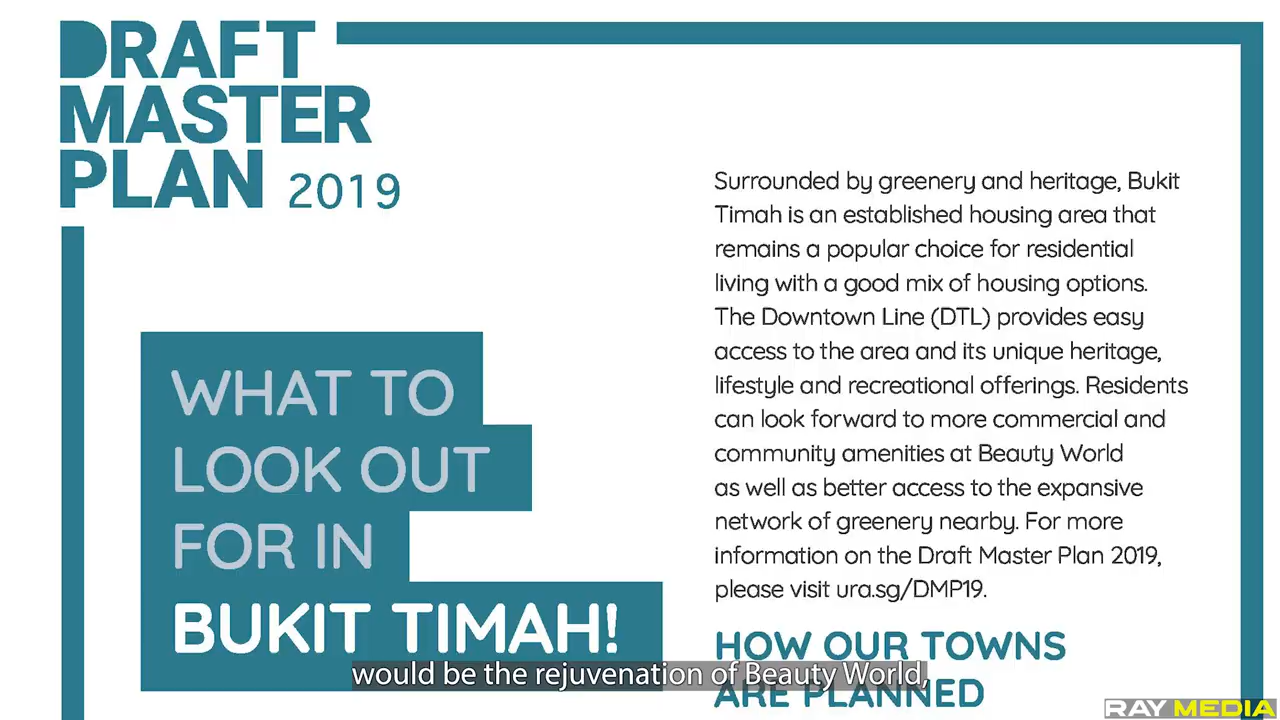 DRAFT
MASTER
PLAN 2019
WHAT TO
LOOK OUT
FOR IN
BUKIT TIMAH!
Surrounded by greenery and heritage, Bukit
Timah is an established housing area that
remains a popular choice for residential
living with a good mix of housing options.
The Downtown Line (DTL) provides easy
access to the area and its unique heritage,
lifestyle and recreational offerings. Residents
can look forward to more commercial and
community amenities at Beauty World
as well as better access to the expansive
network of greenery nearby. For more
information on the Draft Master Plan 2019,
please visit ura.sg/DMP19.
HOW OUR TOWNS
ARE PLANNED
would be the rejuvenation of Beauty World,
RAY MEDIA